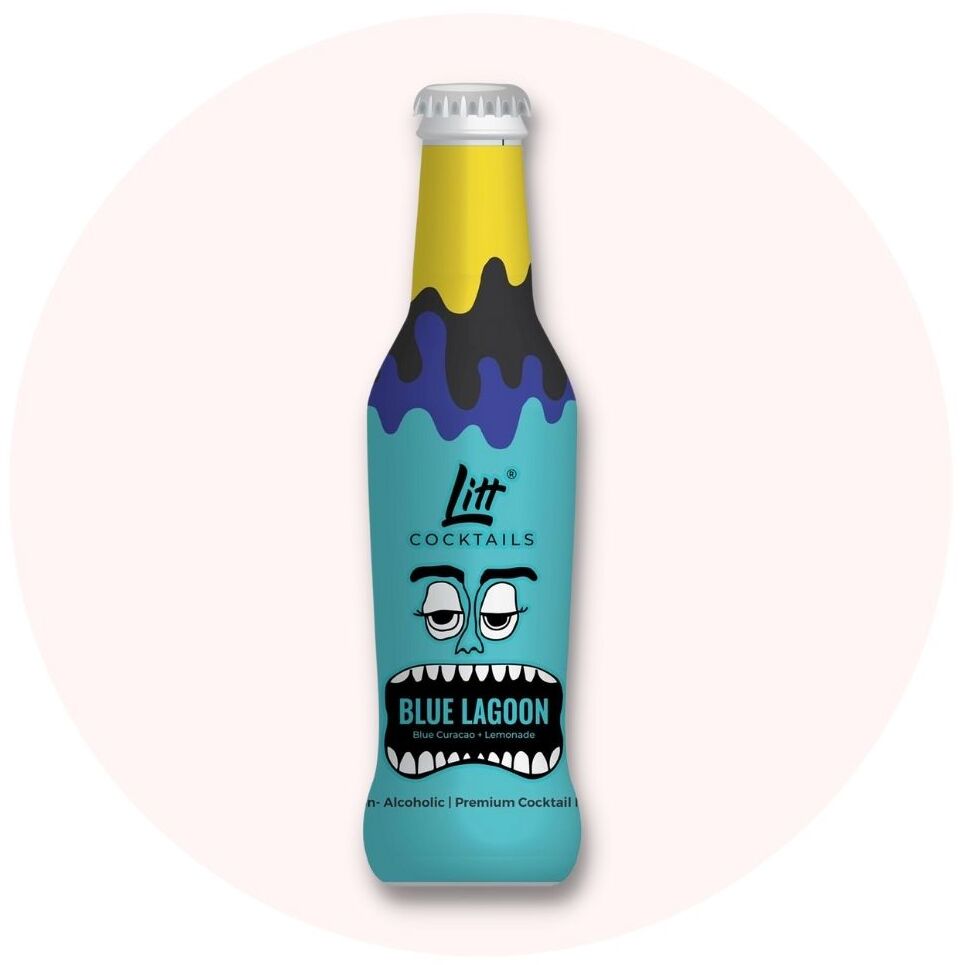 Litt®
COCKTAILS
BLUE LAGOON
Blue Curacao + Lemonade
n- Alcoholic | Premium Cocktail